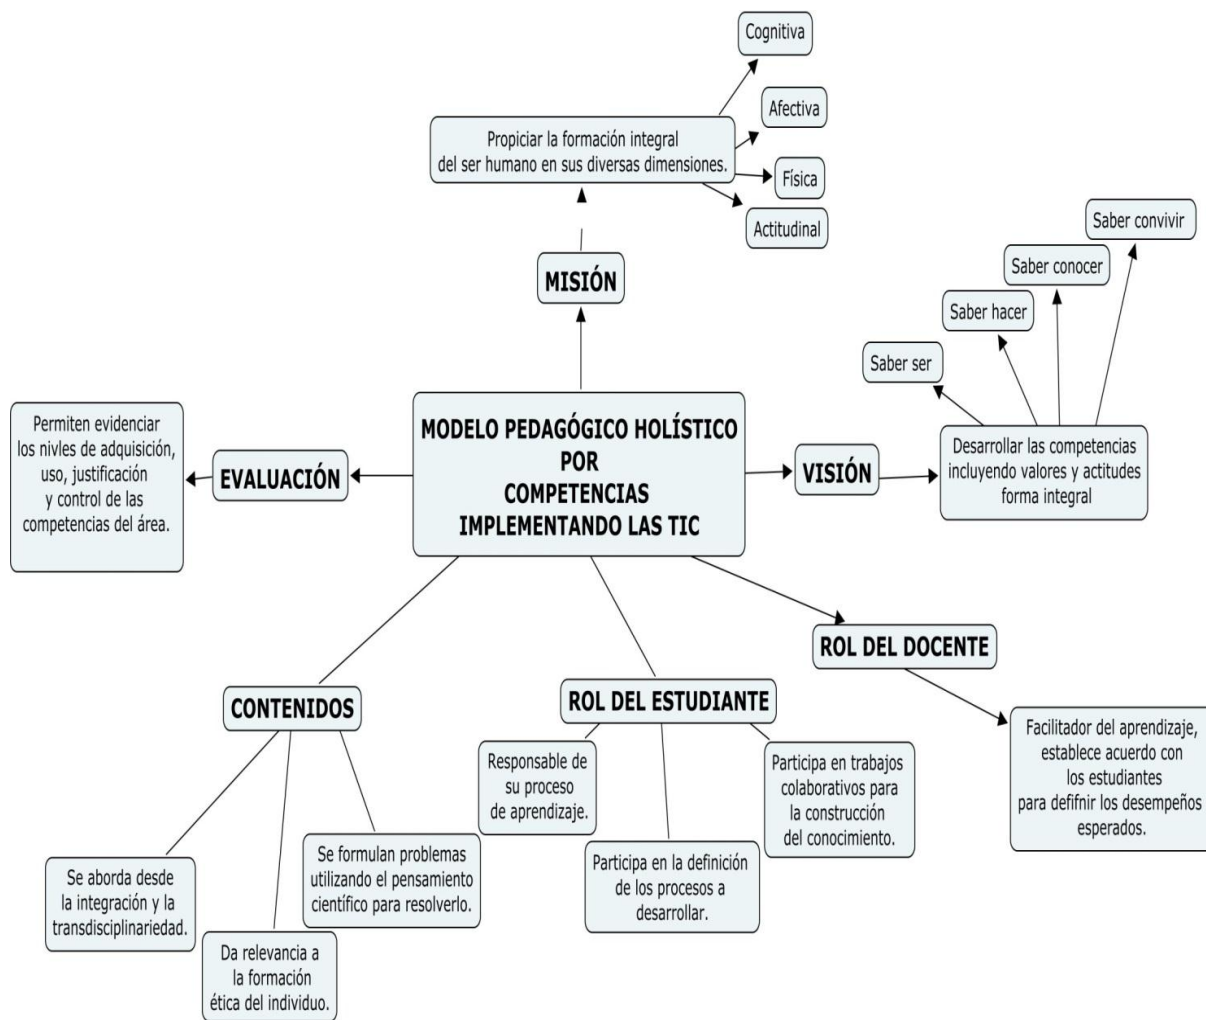 Cognitiva
Afectiva
Propiciar la formación integral
del ser humano en sus diversas dimensiones.
Física
Actitudinal
MISIÓN
Saber convivir
Saber conocer
Saber hacer
Saber ser
MODELO PEDAGÓGICO HOLÍSTICO
POR
COMPETENCIAS
IMPLEMENTANDO LAS TIC
VISIÓN
Desarrollar las competencias
incluyendo valores y actitudes
forma integral
EVALUACIÓN
Permiten evidenciar
los nivles de adquisición,
uso, justificación
y control de las
competencias del área.
CONTENIDOS
Se aborda desde
la integración y la
transdisciplinariedad.
Da relevancia a
la formación
ética del individuo.
Se formulan problemas
utilizando el pensamiento
científico para resolverlo.
ROL DEL ESTUDIANTE
Responsable de
su proceso
de aprendizaje.
Participa en la definición
de los procesos a
desarrollar.
Participa en trabajos
colaborativos para
la construcción
del conocimiento.
ROL DEL DOCENTE
Facilitador del aprendizaje,
establece acuerdo con
los estudiantes
para defifnir los desempeños
esperados.